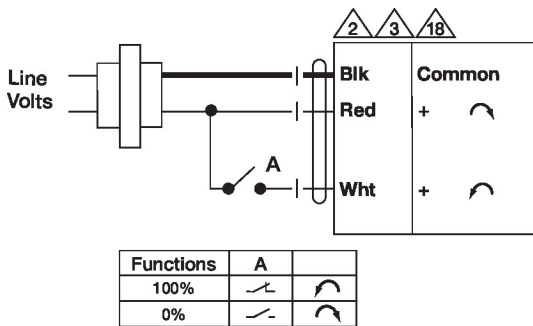 2 3 18
Line
Volts
Blk Common
Red +
A
Wht +
Functions A
100%
0%